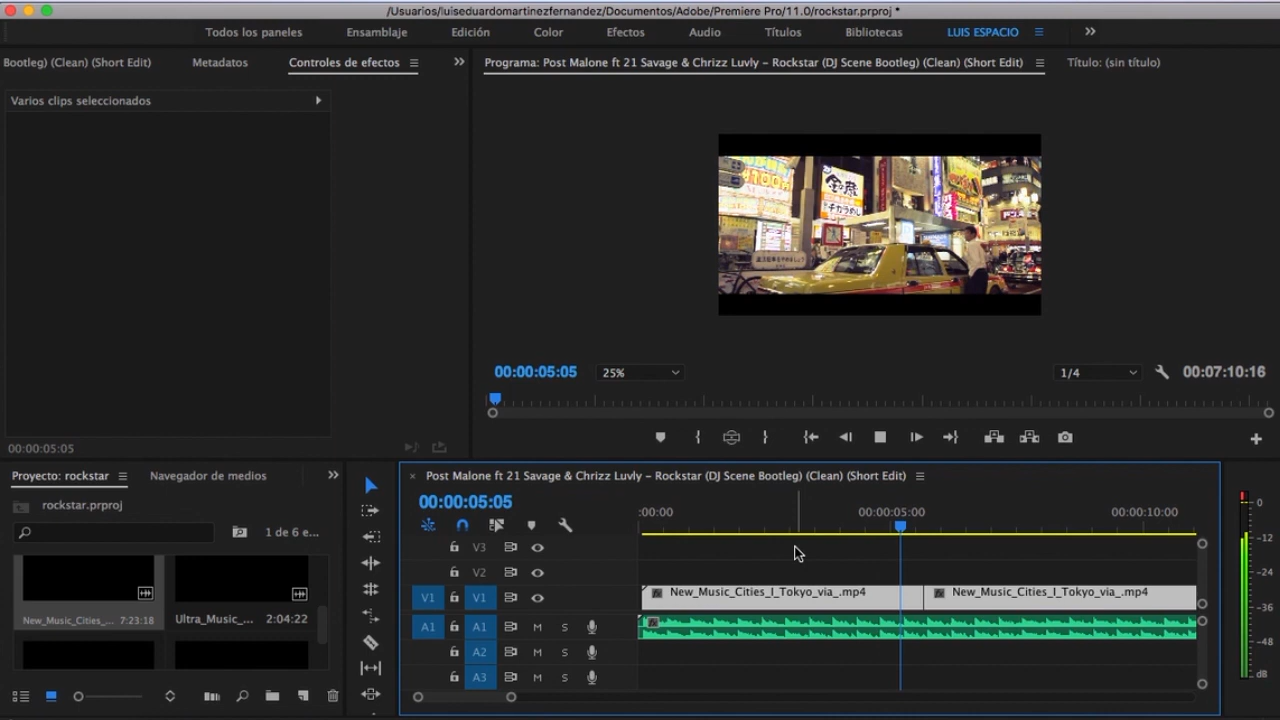 /Usuarios/luiseduardomartinezfernandez/Documentos/Adobe/Premiere Pro/11.0/rockstar.prproj *
Todos los paneles Ensamblaje Edición Color Efectos Audio Títulos Bibliotecas LUIS ESPACIO
Bootleg) (Clean) (Short Edit) Metadatos Controles de efectos
Programa: Post Malone ft 21 Savage & Chrizz Luvly – Rockstar (DJ Scene Bootleg) (Clean) (Short Edit) Título: (sin título)
Varios clips seleccionados
チカラめし
00:00:05:05 25% 1/4 00:07:10:16
00:00:05:05
Proyecto: rockstar Navegador de medios
rockstar.prproj
1 de 6 e...
New_Music_Cities_... 7:23:18 Ultra_Music_... 2:04:22
× Post Malone ft 21 Savage & Chrizz Luvly – Rockstar (DJ Scene Bootleg) (Clean) (Short Edit)
00:00:05:05
:00:00 00:00:05:00 00:00:10:00
V3
V2
V1 V1 New_Music_Cities_I_Tokyo_via_.mp4 New_Music_Cities_I_Tokyo_via_.mp4
A1 A1 M S
A2 M S
A3 M S
0
-12
-24
-36
-48
dB